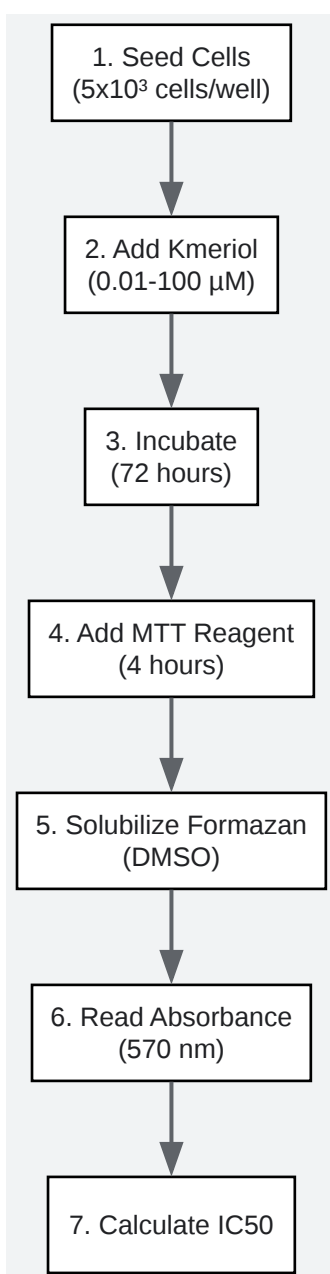 1. Seed Cells
(5x10³ cells/well)
2. Add Kmeriol
(0.01-100 µM)
3. Incubate
(72 hours)
4. Add MTT Reagent
(4 hours)
5. Solubilize Formazan
(DMSO)
6. Read Absorbance
(570 nm)
7. Calculate IC50